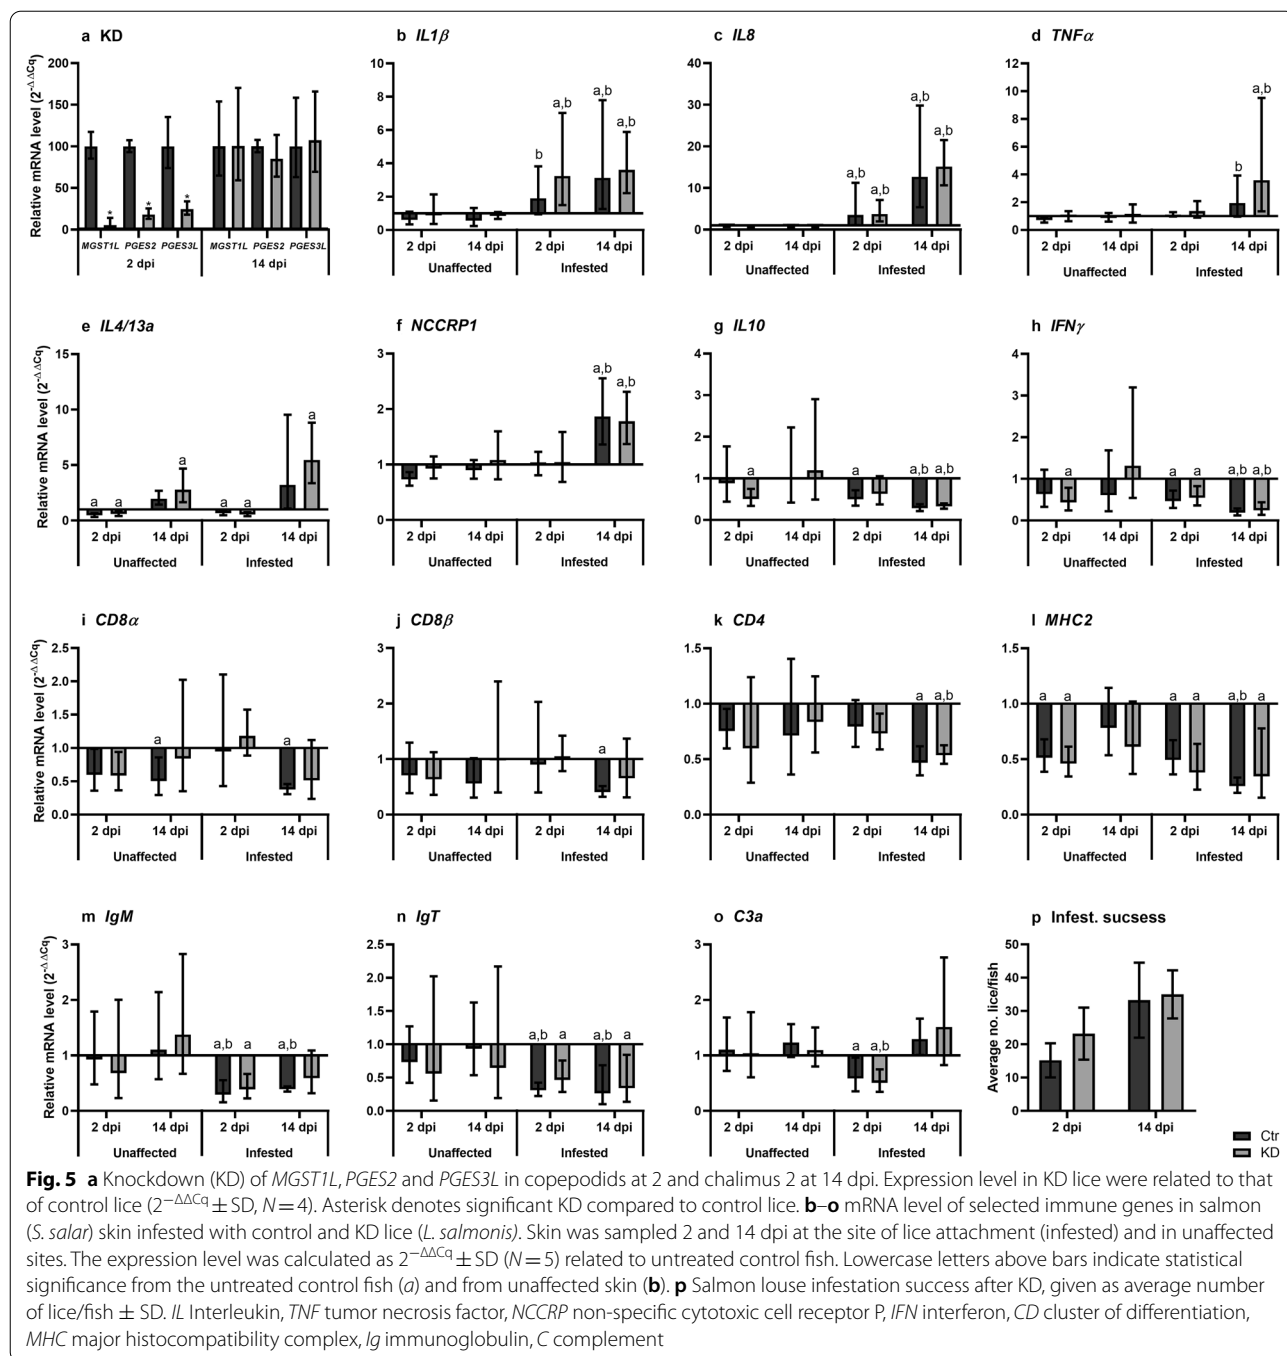 a KD
Relative mRNA level (2-ΔΔCq)
200
150
100
50
0
* * *
MGST1L PGES2 PGES3L MGST1L PGES2 PGES3L
2 dpi 14 dpi
b IL1β
10
8
6
4
2
0
b a,b a,b a,b
2 dpi 14 dpi 2 dpi 14 dpi
Unaffected Infested
c IL8
40
30
20
10
0
a,b a,b a,b a,b
2 dpi 14 dpi 2 dpi 14 dpi
Unaffected Infested
d TNFα
12
10
8
6
4
2
0
b a,b
2 dpi 14 dpi 2 dpi 14 dpi
Unaffected Infested
e IL4/13a
Relative mRNA level (2-ΔΔCq)
15
10
5
0
a a a a a a
2 dpi 14 dpi 2 dpi 14 dpi
Unaffected Infested
f NCCRP1
3
2
1
0
a,b a,b
2 dpi 14 dpi 2 dpi 14 dpi
Unaffected Infested
g IL10
4
3
2
1
0
a a a,b a,b
2 dpi 14 dpi 2 dpi 14 dpi
Unaffected Infested
h IFNγ
4
3
2
1
0
a a a a,b a,b
2 dpi 14 dpi 2 dpi 14 dpi
Unaffected Infested
i CD8α
Relative mRNA level (2-ΔΔCq)
2.5
2.0
1.5
1.0
0.5
0.0
a a
2 dpi 14 dpi 2 dpi 14 dpi
Unaffected Infested
j CD8β
3
2
1
0
a
2 dpi 14 dpi 2 dpi 14 dpi
Unaffected Infested
k CD4
1.5
1.0
0.5
0.0
a a,b
2 dpi 14 dpi 2 dpi 14 dpi
Unaffected Infested
l MHC2
1.5
1.0
0.5
0.0
a a a a a,b a
2 dpi 14 dpi 2 dpi 14 dpi
Unaffected Infested
m IgM
Relative mRNA level (2-ΔΔCq)
3
2
1
0
a,b a a,b
2 dpi 14 dpi 2 dpi 14 dpi
Unaffected Infested
n IgT
2.5
2.0
1.5
1.0
0.5
0.0
a,b a a,b a
2 dpi 14 dpi 2 dpi 14 dpi
Unaffected Infested
o C3a
3
2
1
0
a a,b
2 dpi 14 dpi 2 dpi 14 dpi
Unaffected Infested
p Infest. sucsess
Average no. lice/fish
50
40
30
20
10
0
2 dpi 14 dpi
Ctr
KD
Fig. 5 a Knockdown (KD) of MGST1L, PGES2 and PGES3L in copepodids at 2 and chalimus 2 at 14 dpi. Expression level in KD lice were related to that
of control lice (2−ΔΔCq ± SD, N = 4). Asterisk denotes significant KD compared to control lice. b–o mRNA level of selected immune genes in salmon
(S. salar) skin infested with control and KD lice (L. salmonis). Skin was sampled 2 and 14 dpi at the site of lice attachment (infested) and in unaffected
sites. The expression level was calculated as 2−ΔΔCq ± SD (N = 5) related to untreated control fish. Lowercase letters above bars indicate statistical
significance from the untreated control fish (a) and from unaffected skin (b). p Salmon louse infestation success after KD, given as average number
of lice/fish ± SD. IL Interleukin, TNF tumor necrosis factor, NCCRP non-specific cytotoxic cell receptor P, IFN interferon, CD cluster of differentiation,
MHC major histocompatibility complex, Ig immunoglobulin, C complement